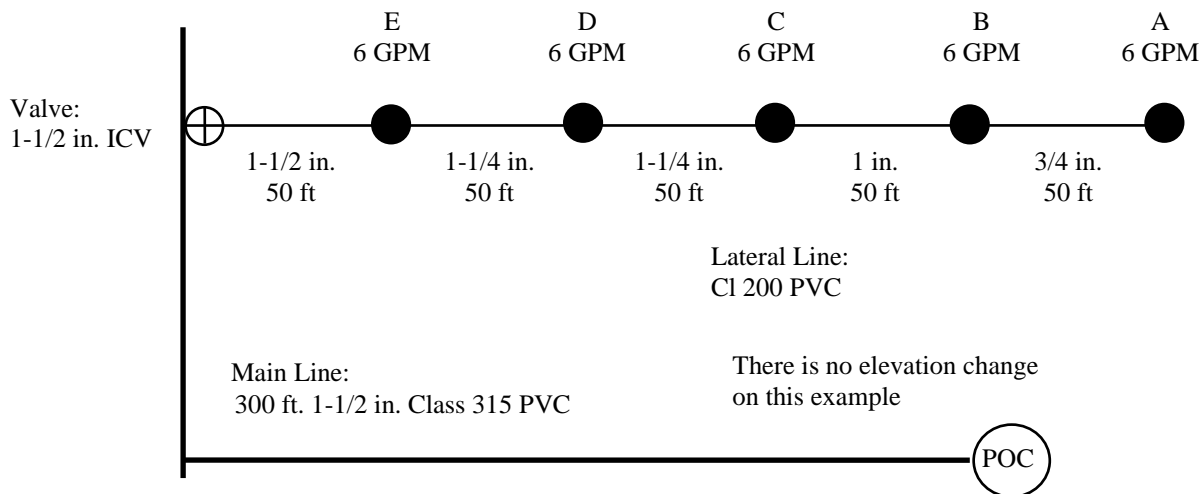 E
6 GPM
D
6 GPM
C
6 GPM
B
6 GPM
A
6 GPM
Valve:
1-1/2 in. ICV
1-1/2 in.
50 ft
1-1/4 in.
50 ft
1-1/4 in.
50 ft
1 in.
50 ft
3/4 in.
50 ft
Lateral Line:
Cl 200 PVC
Main Line:
300 ft. 1-1/2 in. Class 315 PVC
There is no elevation change
on this example
POC